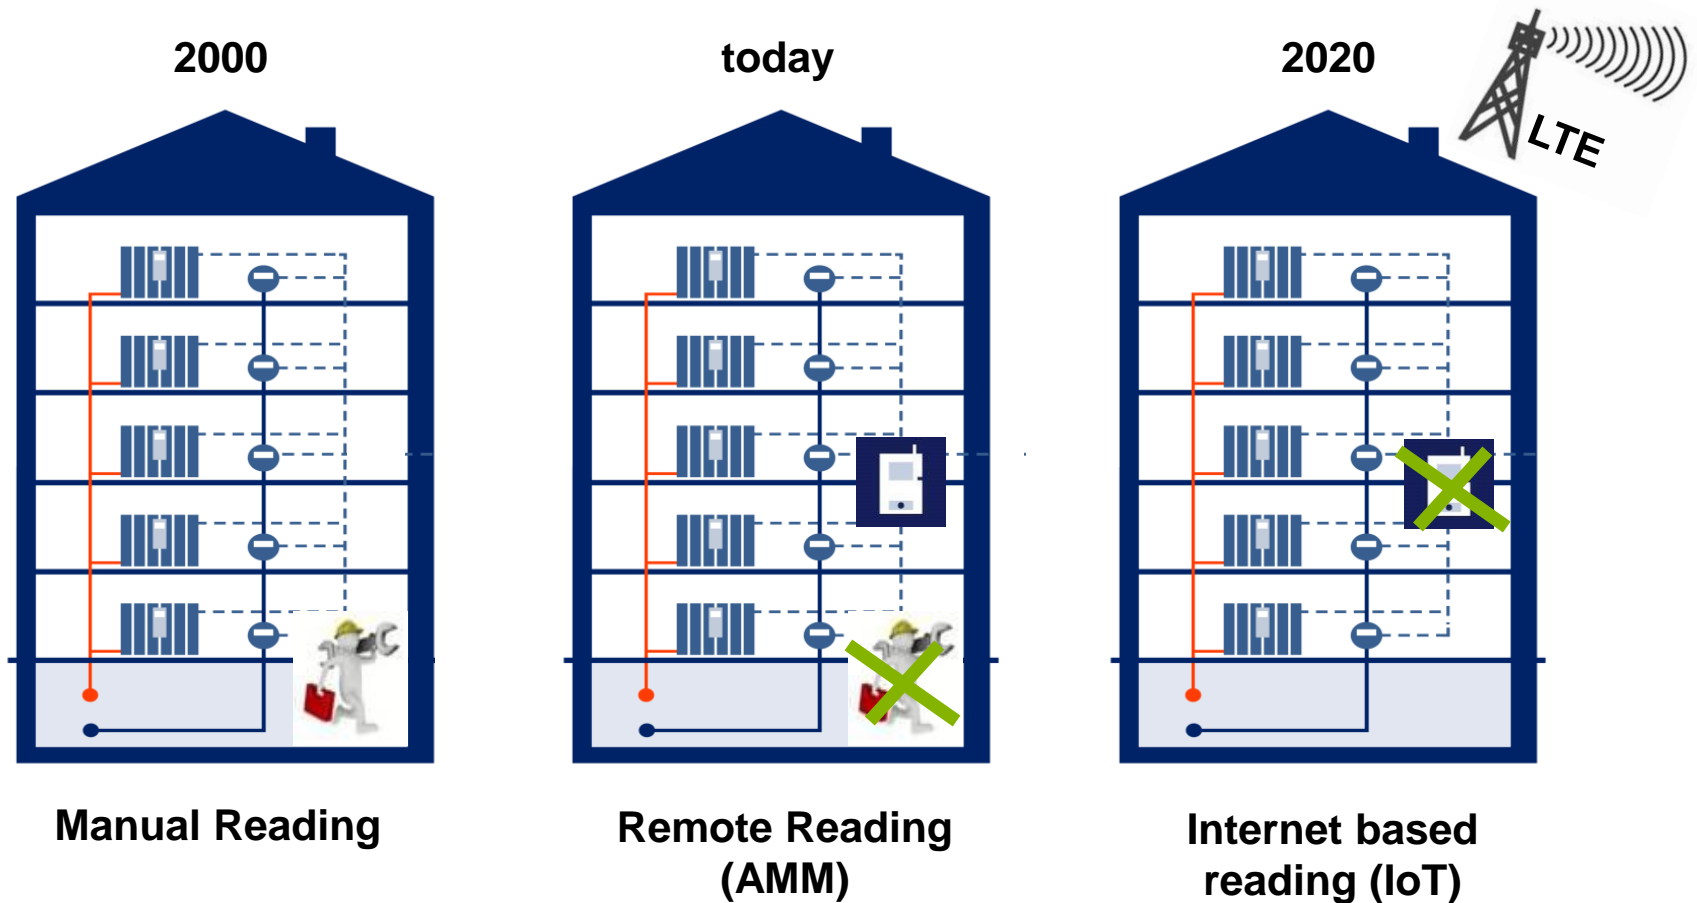 2000
today
2020
LTE
Manual Reading
Remote Reading
(AMM)
Internet based
reading (IoT)